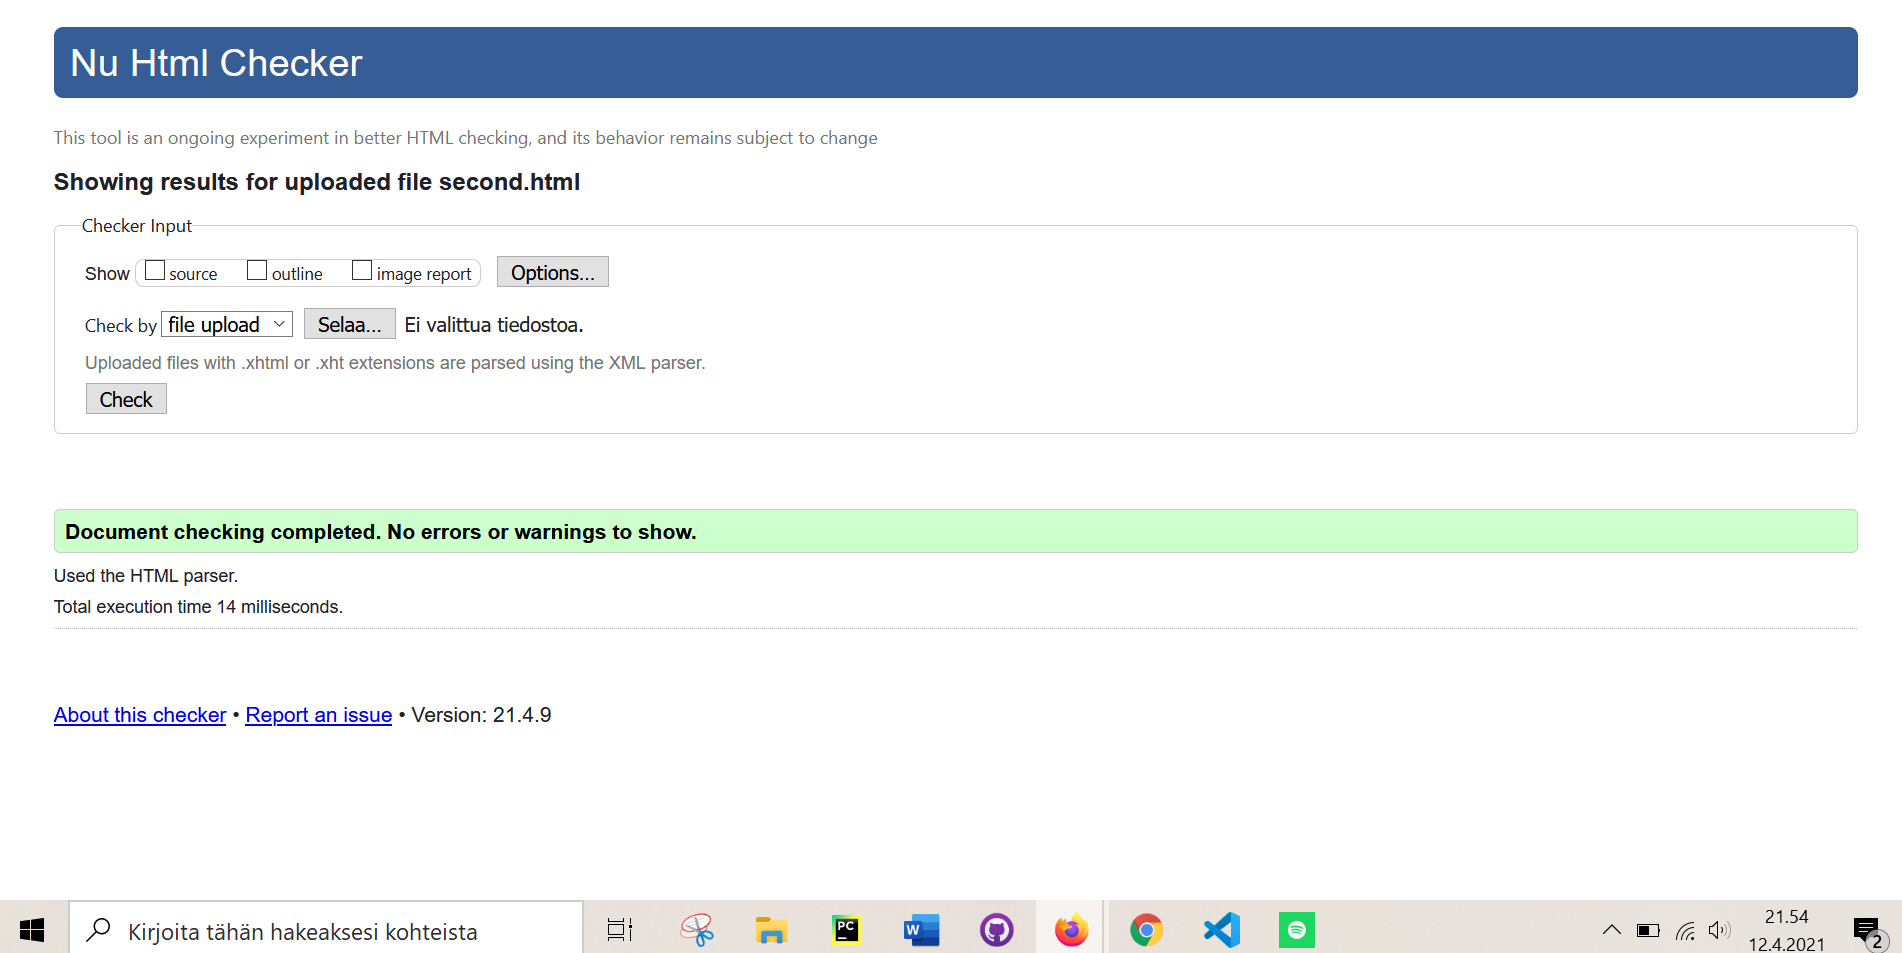 Nu Html Checker
This tool is an ongoing experiment in better HTML checking, and its behavior remains subject to change
Showing results for uploaded file second.html
Checker Input
Show source outline image report Options...
Check by file upload Selaa... Ei valittua tiedostoa.
Uploaded files with .xhtml or .xht extensions are parsed using the XML parser.
Check
Document checking completed. No errors or warnings to show.
Used the HTML parser.
Total execution time 14 milliseconds.
About this checker • Report an issue • Version: 21.4.9
Kirjoita tähän hakeaksesi kohteista
PC
W
21.54
12.4.2021
2